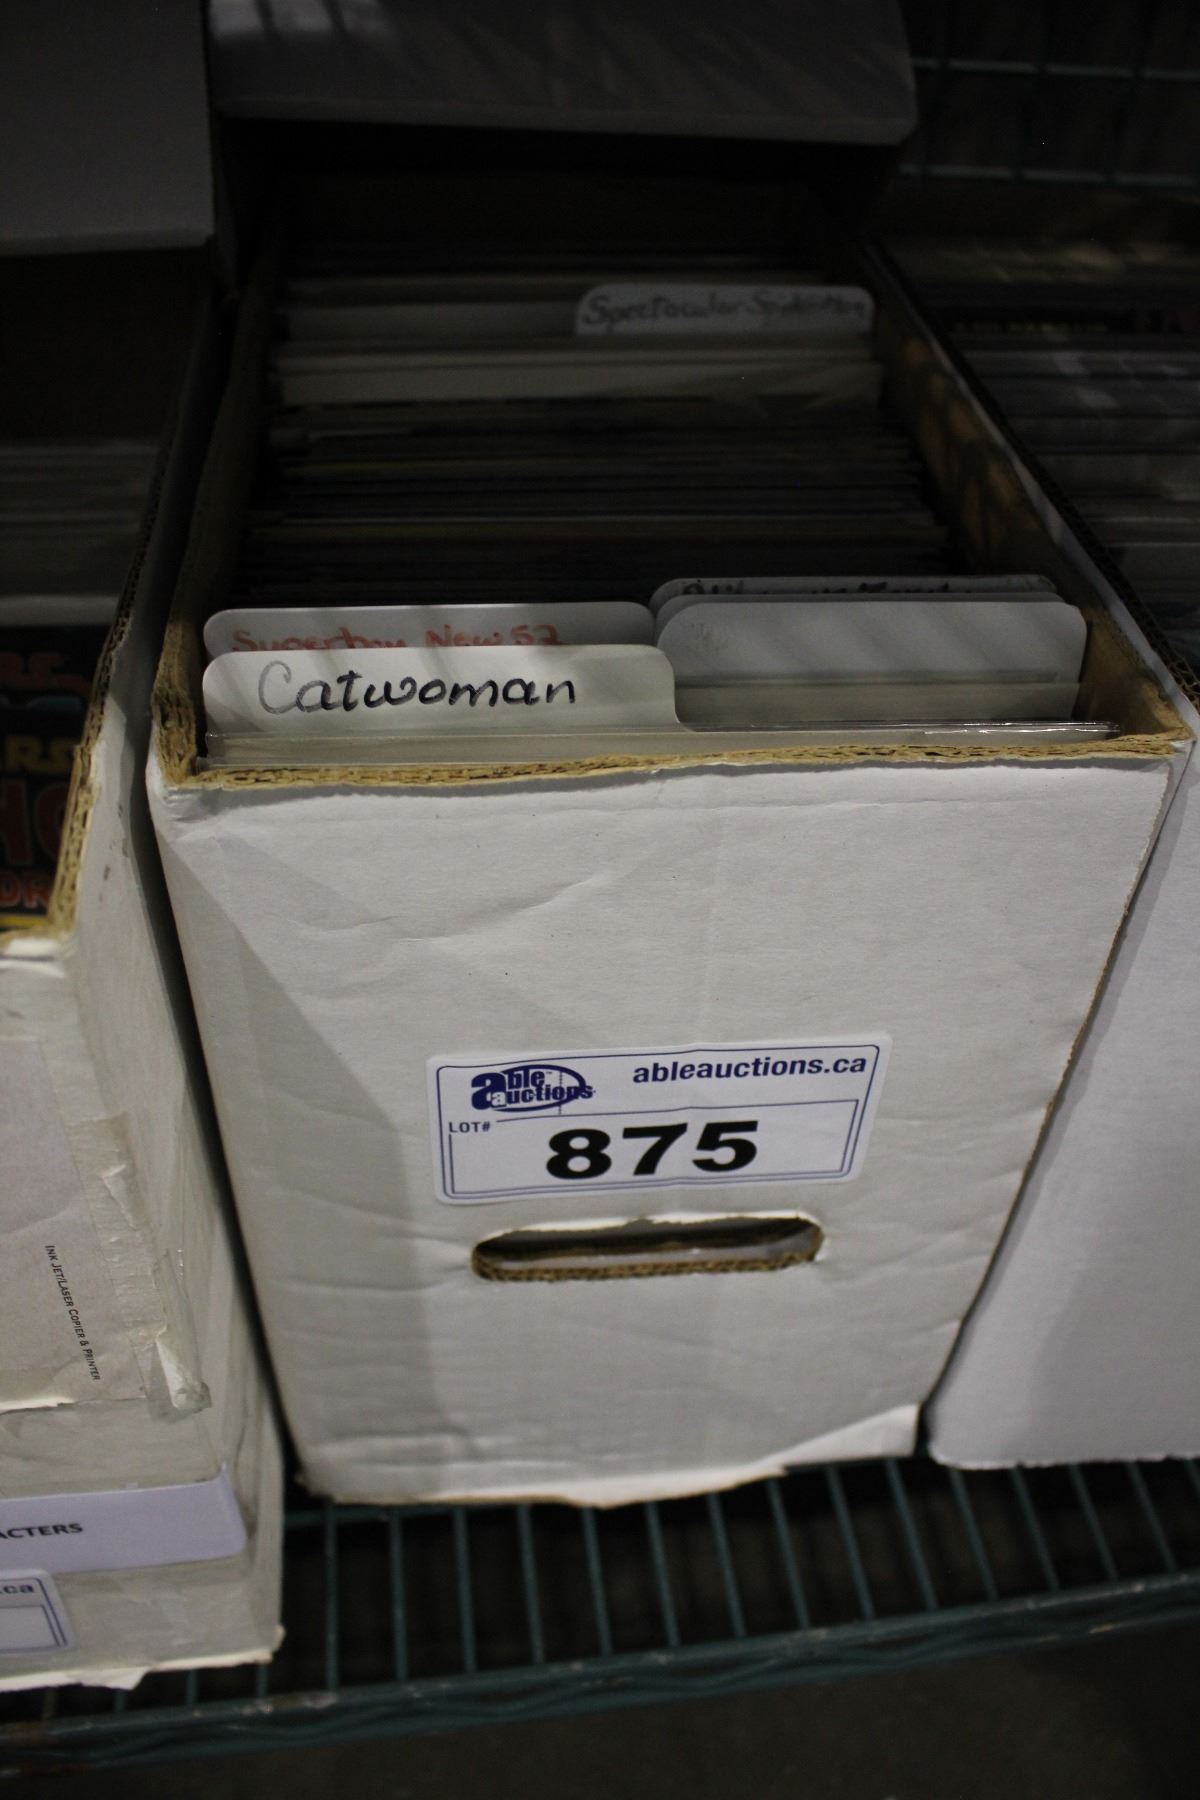 Spectacular Spider-Man
Superboy New 52
Catwoman
able auctions
ableauctions.ca
LOT#
875
INK JET/LASER COPIER & PRINTER
ACTERS
.ca